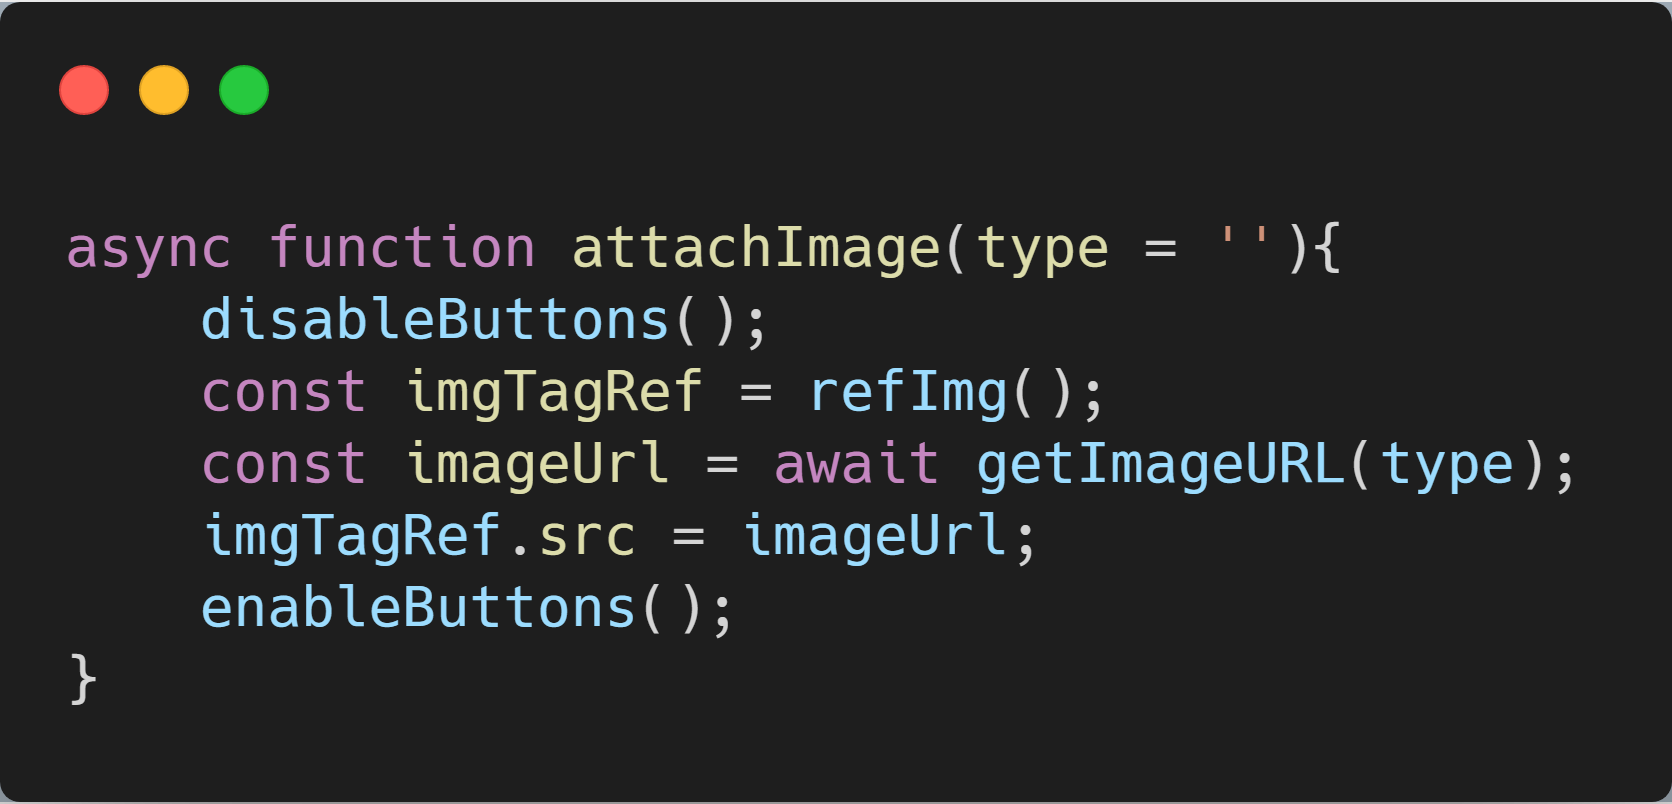 async function attachImage(type = ''){
    disableButtons();
    const imgTagRef = refImg();
    const imageUrl = await getImageURL(type);
    imgTagRef.src = imageUrl;
    enableButtons();
}